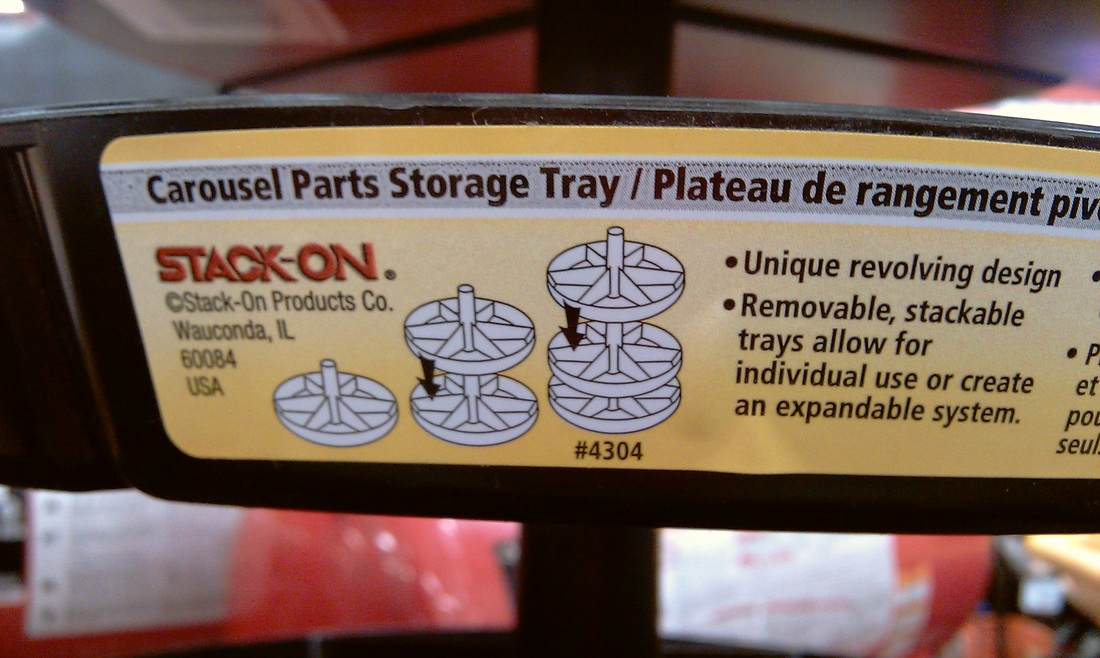 Carousel Parts Storage Tray / Plateau de rangement
STACK-ON®
©Stack-On Products Co.
Wauconda, IL
60084
USA
#4304
•Unique revolving design
•Removable, stackable
trays allow for
individual use or create
an expandable system.
et